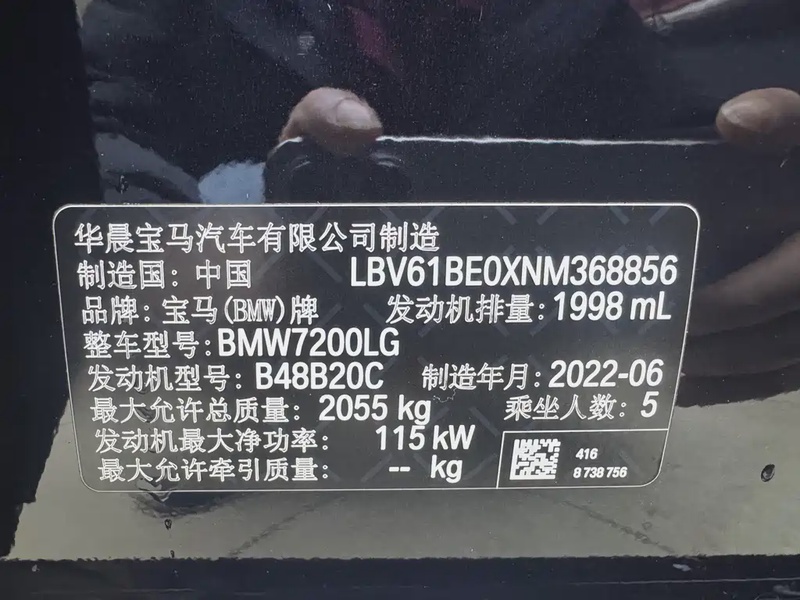 华晨宝马汽车有限公司制造
制造国：中国 LBV61BE0XNM368856
品牌：宝马(BMW)牌 发动机排量：1998 mL
整车型号：BMW7200LG
发动机型号：B48B20C 制造年月：2022-06
最大允许总质量：2055 kg 乘坐人数：5
发动机最大净功率：115 kW
最大允许牵引质量：-- kg
416
8 738 756